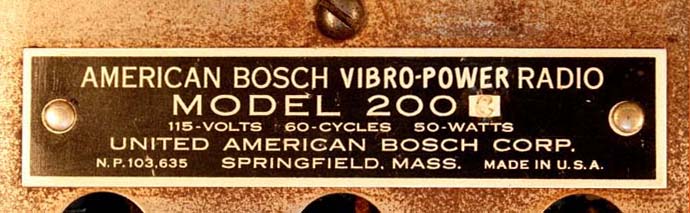 AMERICAN BOSCH VIBRO-POWER RADIO
MODEL 200
115-VOLTS 60-CYCLES 50-WATTS
UNITED AMERICAN BOSCH CORP.
N.P.103,635 SPRINGFIELD, MASS. MADE IN U.S.A.